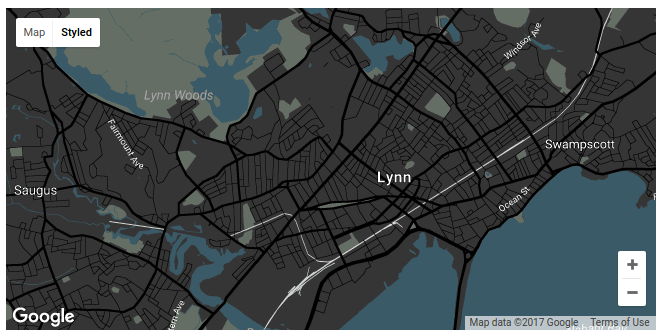 Map Styled
Windsor Ave
Lynn Woods
Fairmount Ave
Swampscott
Lynn
Saugus
Ocean St
+
−
Google
Map data ©2017 Google Terms of Use